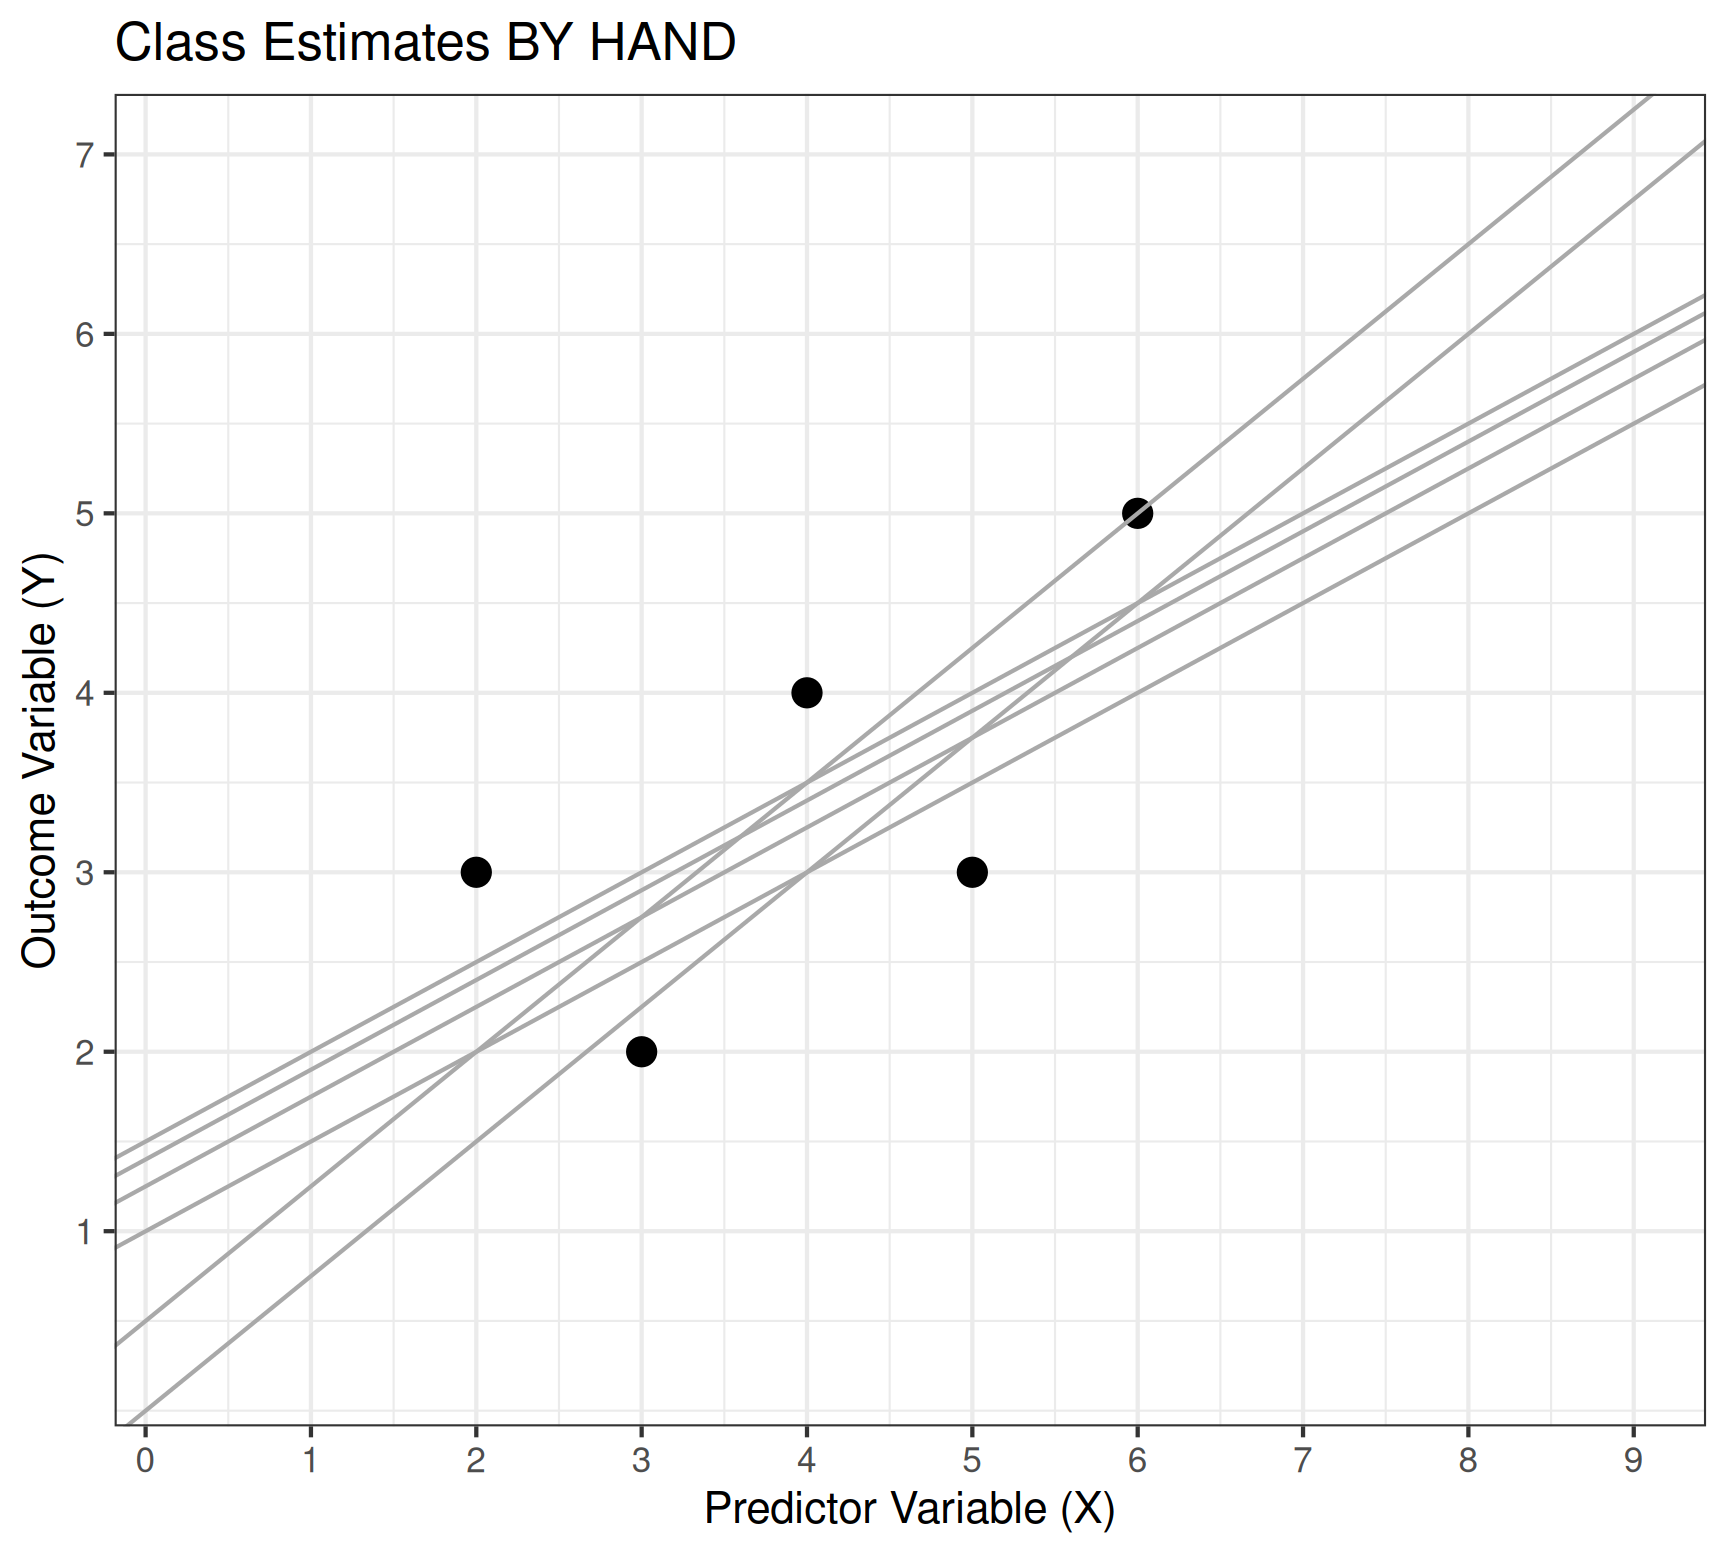 Class Estimates BY HAND
7
6
5
4
3
2
1
Outcome Variable (Y)
0 1 2 3 4 5 6 7 8 9
Predictor Variable (X)